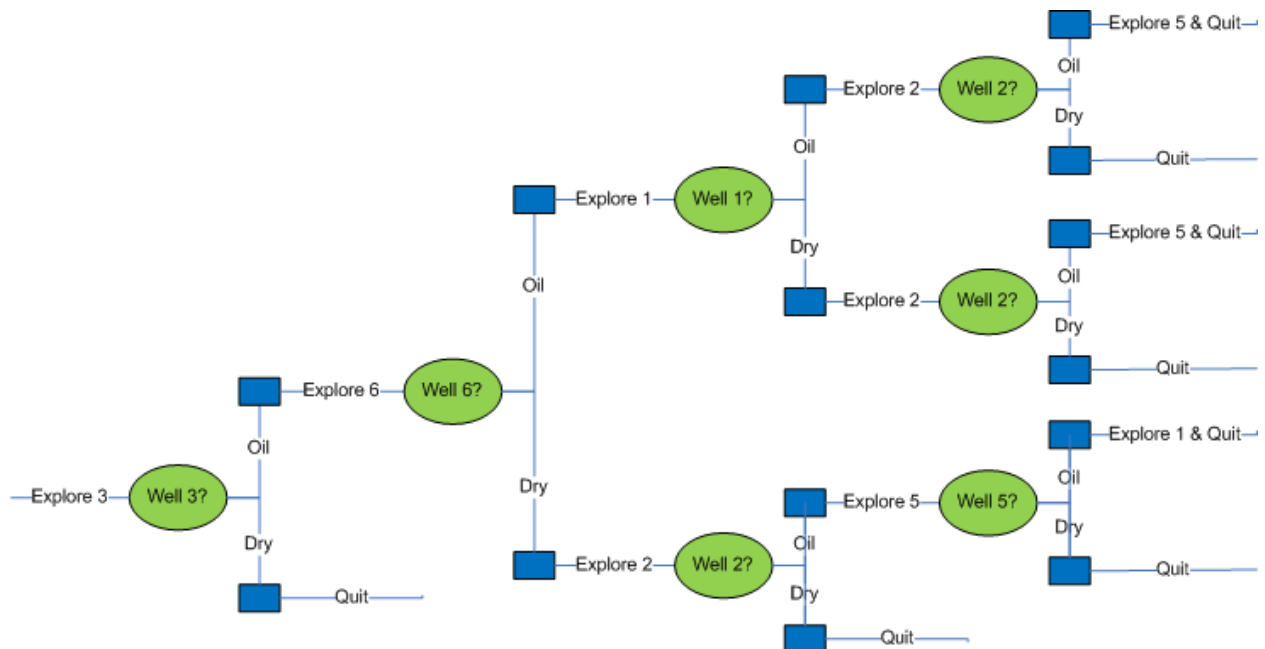 Explore 5 & Quit
Oil
Explore 2
Well 2?
Dry
Oil
Quit
Explore 1
Well 1?
Explore 5 & Quit
Dry
Oil
Oil
Explore 2
Well 2?
Dry
Quit
Explore 6
Well 6?
Explore 1 & Quit
Oil
Oil
Dry
Explore 3
Well 3?
Explore 5
Well 5?
Dry
Oil
Dry
Explore 2
Well 2?
Quit
Dry
Quit
Quit